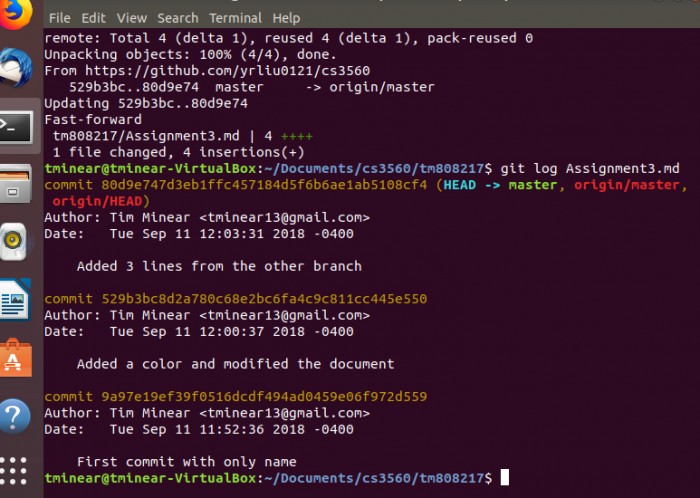 File Edit View Search Terminal Help
remote: Total 4 (delta 1), reused 4 (delta 1), pack-reused 0
Unpacking objects: 100% (4/4), done.
From https://github.com/yrliu0121/cs3560
   529b3bc..80d9e74  master     -> origin/master
Updating 529b3bc..80d9e74
Fast-forward
 tm808217/Assignment3.md | 4 ++++
 1 file changed, 4 insertions(+)
tminear@tminear-VirtualBox:~/Documents/cs3560/tm808217$ git log Assignment3.md
commit 80d9e747d3eb1ffc457184d5f6b6ae1ab5108cf4 (HEAD -> master, origin/master,
 origin/HEAD)
Author: Tim Minear <tminear13@gmail.com>
Date:   Tue Sep 11 12:03:31 2018 -0400
    Added 3 lines from the other branch
commit 529b3bc8d2a780c68e2bc6fa4c9c811cc445e550
Author: Tim Minear <tminear13@gmail.com>
Date:   Tue Sep 11 12:00:37 2018 -0400
    Added a color and modified the document
commit 9a97e19ef39f0516dcdf494ad0459e06f972d559
Author: Tim Minear <tminear13@gmail.com>
Date:   Tue Sep 11 11:52:36 2018 -0400
    First commit with only name
tminear@tminear-VirtualBox:~/Documents/cs3560/tm808217$